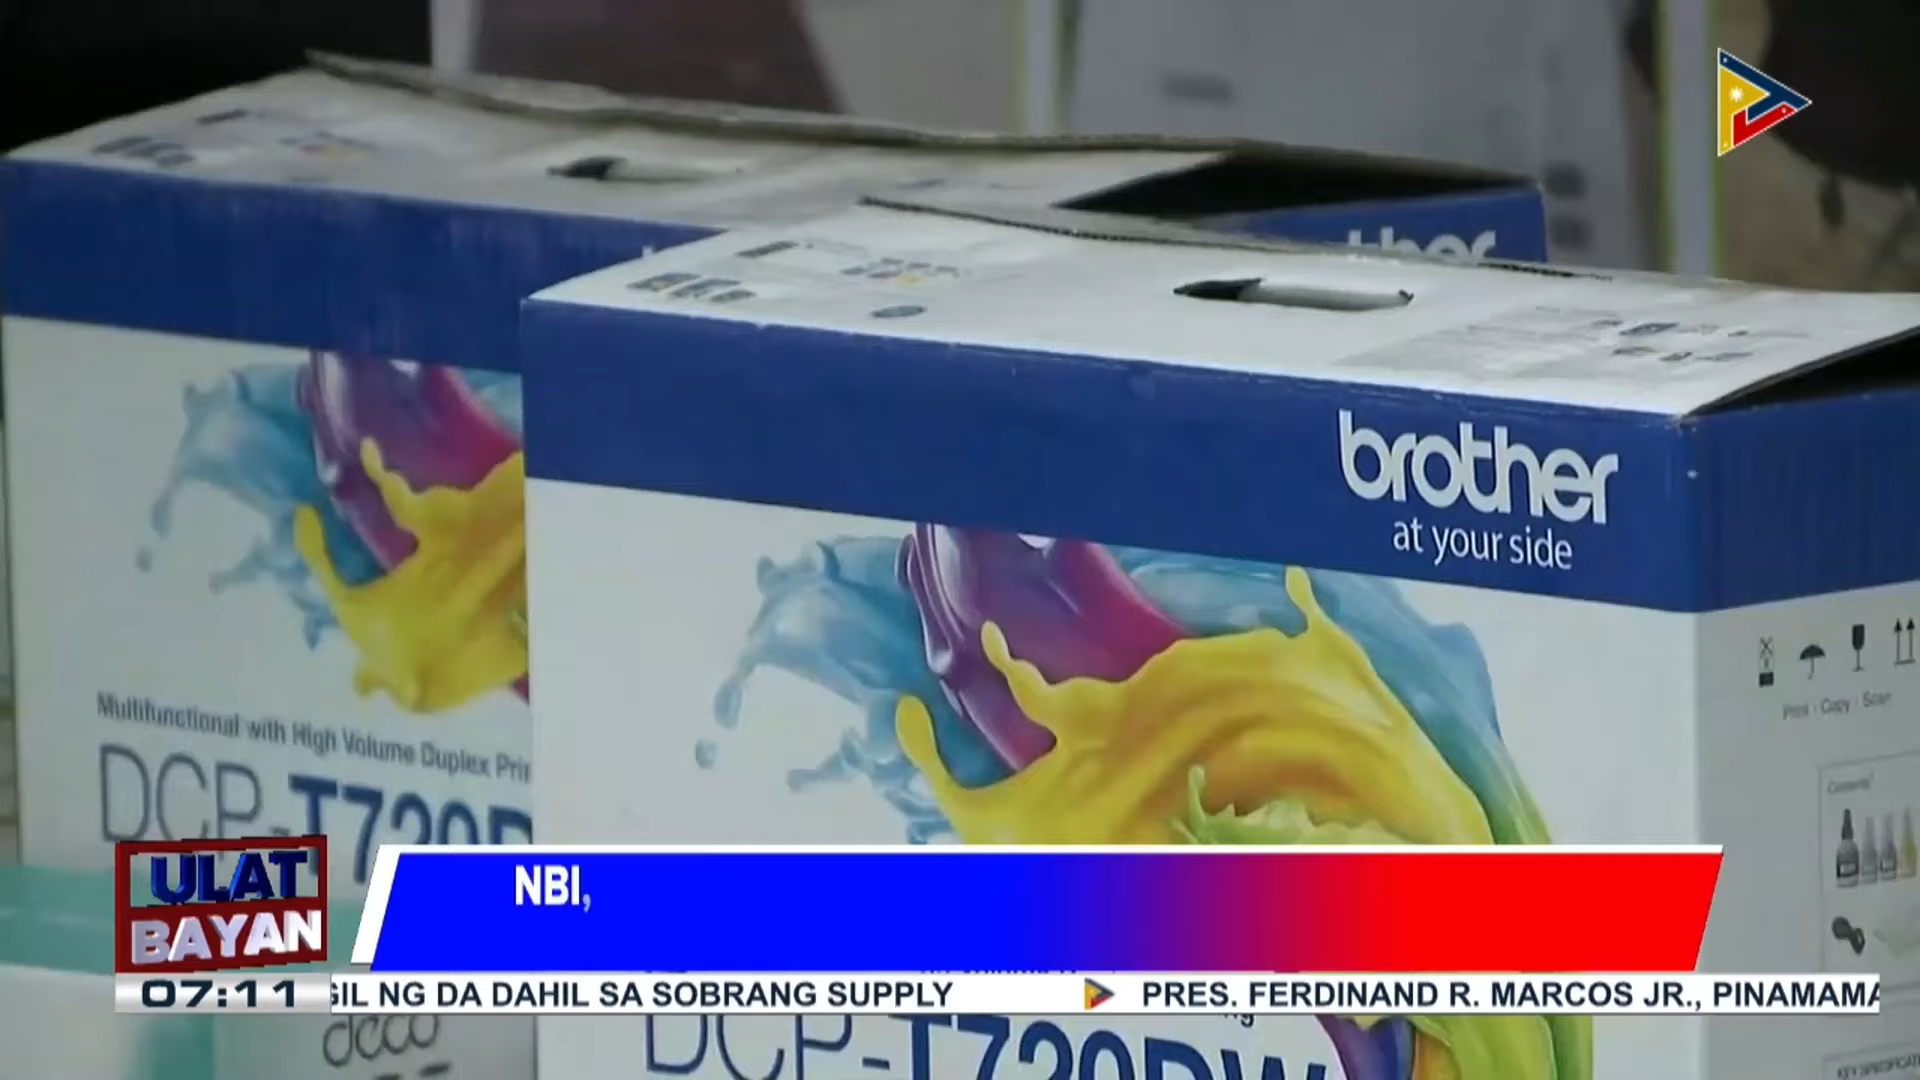 brother
at your side
Multifunctional with High Volume Duplex
DCP-T720D
Print - Copy - Scan
DCP-T720DW
deco
ULAT
BAYAN
NBI,
07:11
GIL NG DA DAHIL SA SOBRANG SUPPLY
PRES. FERDINAND R. MARCOS JR., PINAMAMA